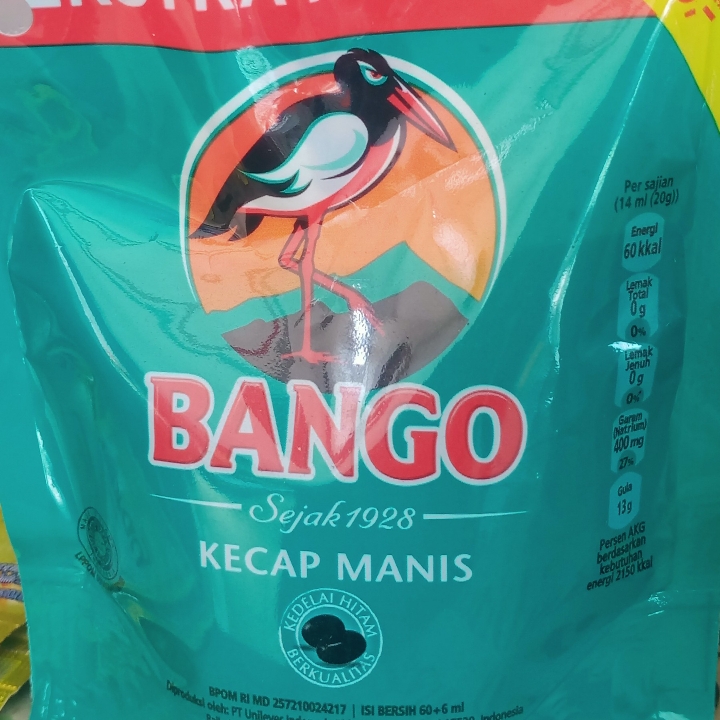 BANGO
Sejak 1928
KECAP MANIS
KEDELAI HITAM
BERKUALITAS
Per sajian
(14 ml (20g))
Energi
60 kkal
Lemak
Total
0 g
0%
Lemak
Jenuh
0 g
0%
Garam
(Natrium)
400 mg
27%
Gula
13 g
Persen AKG
berdasarkan
kebutuhan
energi 2150 kkal
BPOM RI MD 257210024217 | ISI BERSIH 60+6 ml
Diproduksi oleh: PT Unilever
Indonesia